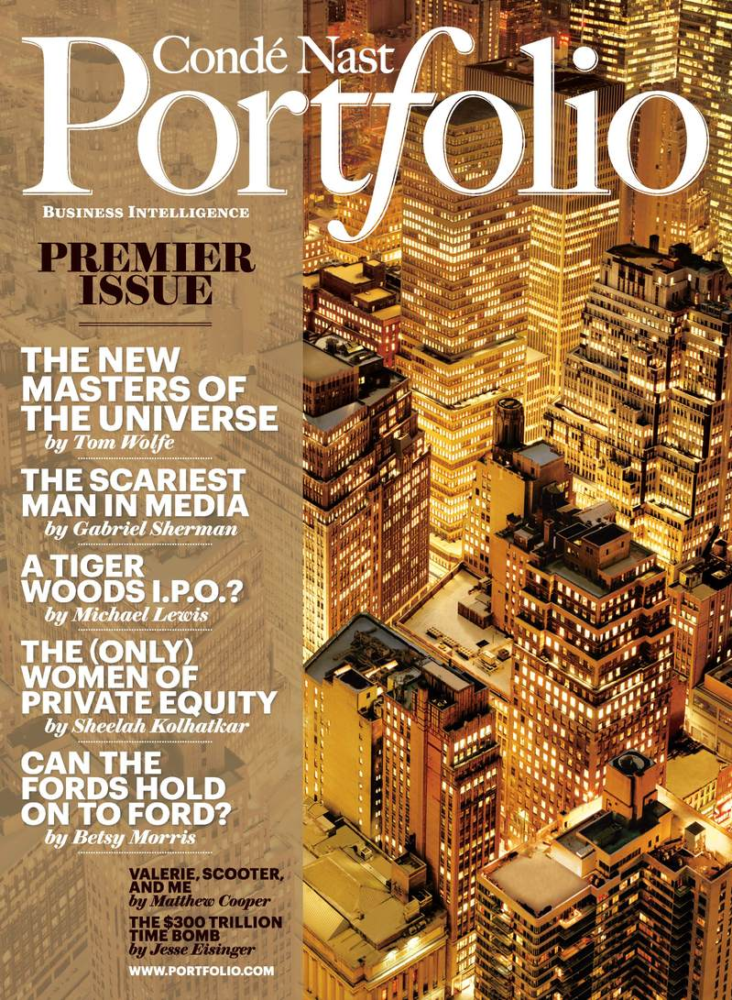 Condé Nast
Portfolio
BUSINESS INTELLIGENCE
PREMIER
ISSUE
THE NEW
MASTERS OF
THE UNIVERSE
by Tom Wolfe
THE SCARIEST
MAN IN MEDIA
by Gabriel Sherman
A TIGER
WOODS I.P.O.?
by Michael Lewis
THE (ONLY)
WOMEN OF
PRIVATE EQUITY
by Sheelah Kolhatkar
CAN THE
FORDS HOLD
ON TO FORD?
by Betsy Morris
VALERIE, SCOOTER,
AND ME
by Matthew Cooper
THE $300 TRILLION
TIME BOMB
by Jesse Eisinger
WWW.PORTFOLIO.COM